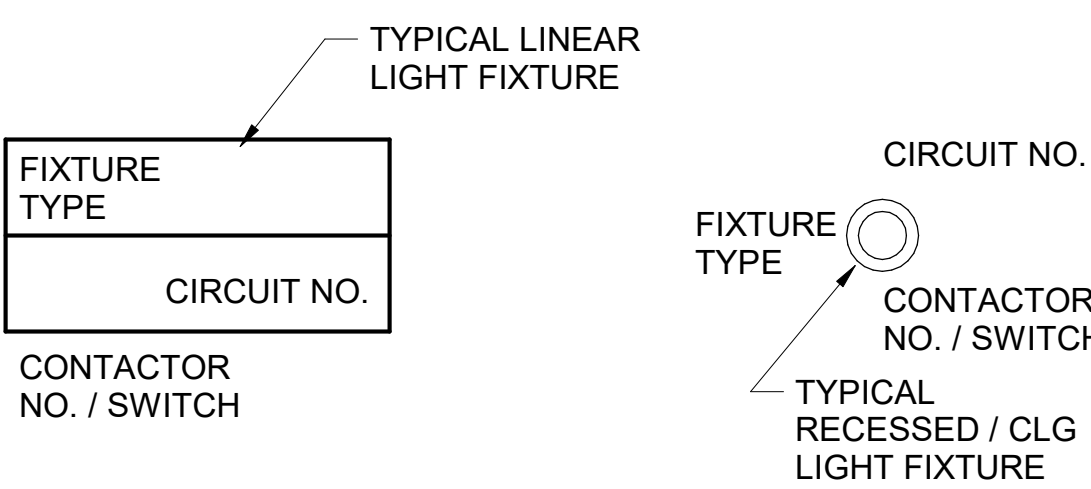 TYPICAL LINEAR
LIGHT FIXTURE
FIXTURE
TYPE
CIRCUIT NO.
CONTACTOR
NO. / SWITCH
CIRCUIT NO.
FIXTURE
TYPE
CONTACTOR
NO. / SWITCH
TYPICAL
RECESSED / CLG
LIGHT FIXTURE